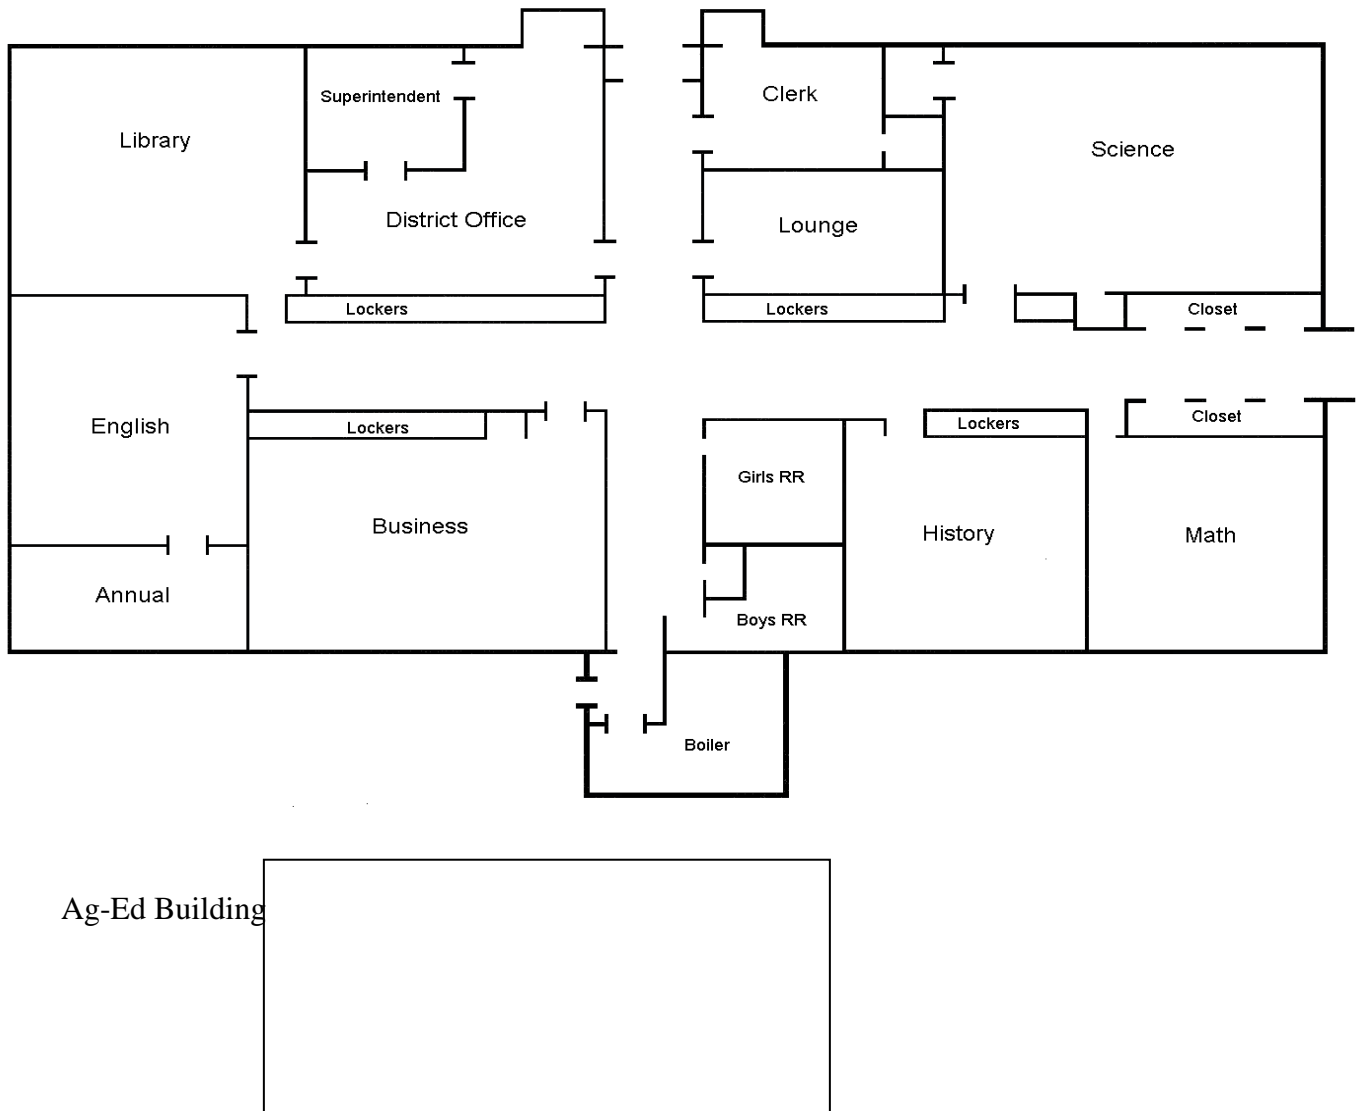 Superintendent
Clerk
Library
Science
District Office
Lounge
Lockers
Lockers
Closet
English
Lockers
Lockers
Closet
Girls RR
Business
History
Math
Annual
Boys RR
Boiler
Ag-Ed Building